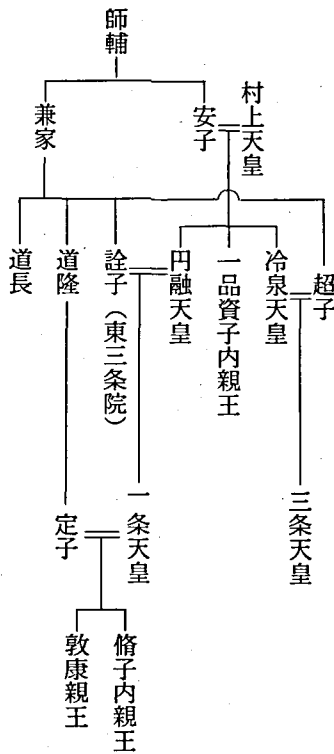 師輔
村上天皇
安子
兼家
超子
冷泉天皇
一品資子内親王
円融天皇
詮子（東三条院）
道隆
道長
三条天皇
一条天皇
定子
脩子内親王
敦康親王